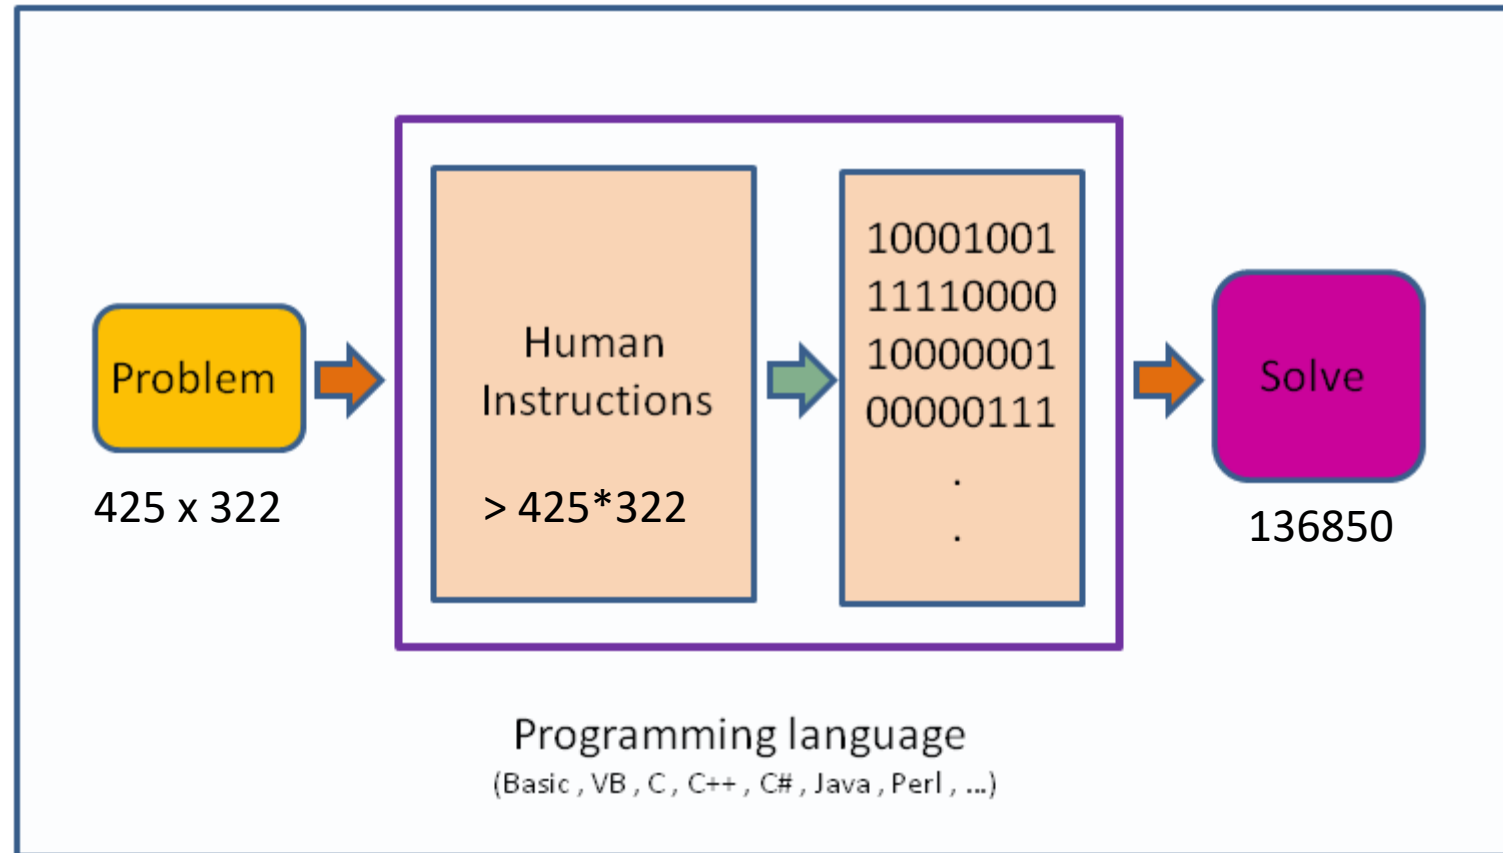 Problem
425 x 322
Human
Instructions
> 425*322
10001001
11110000
10000001
00000111
.
.
Solve
136850
Programming language
(Basic , VB , C , C++ , C# , Java , Perl , ...)